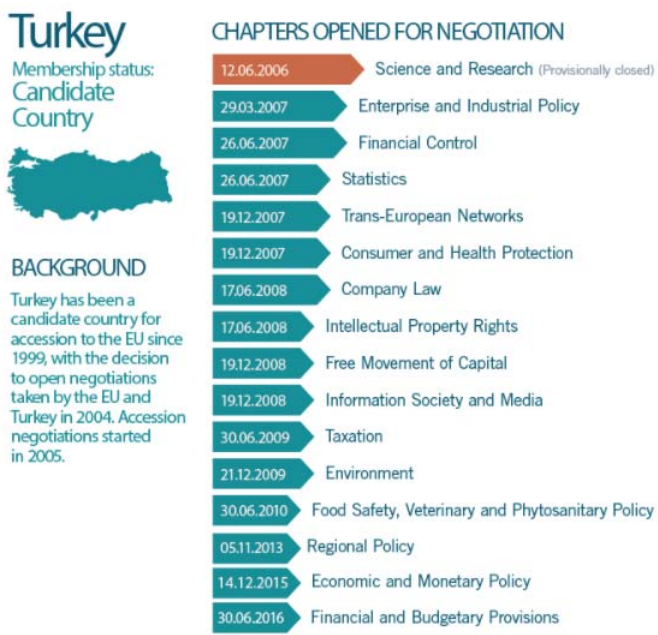 Turkey
Membership status:
Candidate
Country
BACKGROUND
Turkey has been a
candidate country for
accession to the EU since
1999, with the decision
to open negotiations
taken by the EU and
Turkey in 2004. Accession
negotiations started
in 2005.
CHAPTERS OPENED FOR NEGOTIATION
12.06.2006 Science and Research (Provisionally closed)
29.03.2007 Enterprise and Industrial Policy
26.06.2007 Financial Control
26.06.2007 Statistics
19.12.2007 Trans-European Networks
19.12.2007 Consumer and Health Protection
17.06.2008 Company Law
17.06.2008 Intellectual Property Rights
19.12.2008 Free Movement of Capital
19.12.2008 Information Society and Media
30.06.2009 Taxation
21.12.2009 Environment
30.06.2010 Food Safety, Veterinary and Phytosanitary Policy
05.11.2013 Regional Policy
14.12.2015 Economic and Monetary Policy
30.06.2016 Financial and Budgetary Provisions